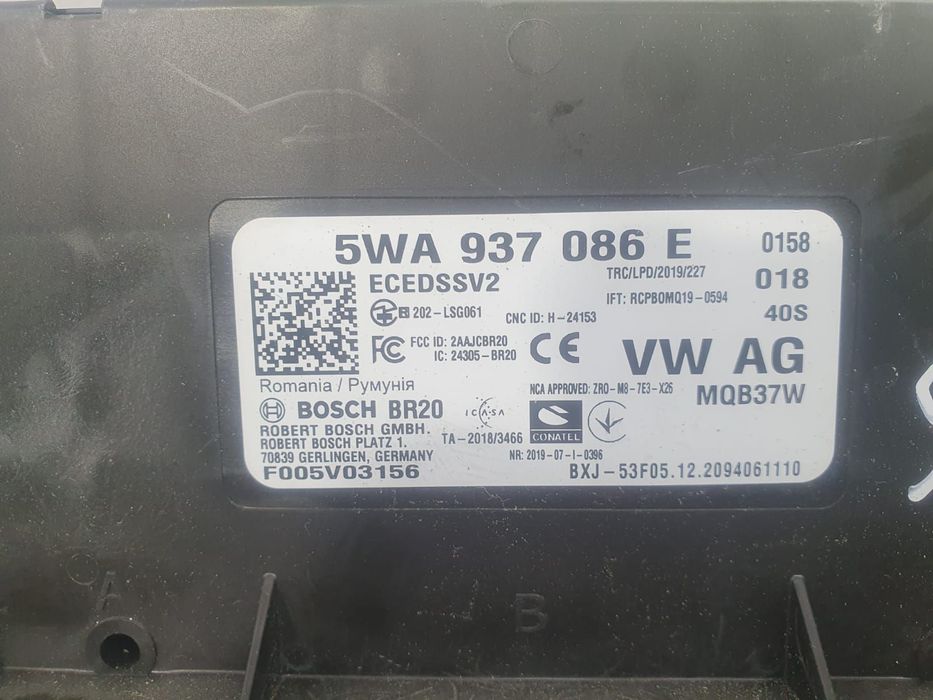 5WA 937 086 E 0158
ECEDSSV2 TRC/LPD/2019/227 018
IFT: RCPBOMQ19-0594 40S
R 202-LSG061 CNC ID: H-24153
FC FCC ID: 2AAJCBR20 CE VW AG
IC: 24305-BR20
Romania / Румунія NCA APPROVED: ZRO-M8-7E3-X26 MQB37W
BOSCH BR20 ICASA
ROBERT BOSCH GMBH. TA-2018/3466 CONATEL
ROBERT BOSCH PLATZ 1.
70839 GERLINGEN, GERMANY NR: 2019-07-I-0396
F005V03156 BXJ-53F05.12.2094061110
A B